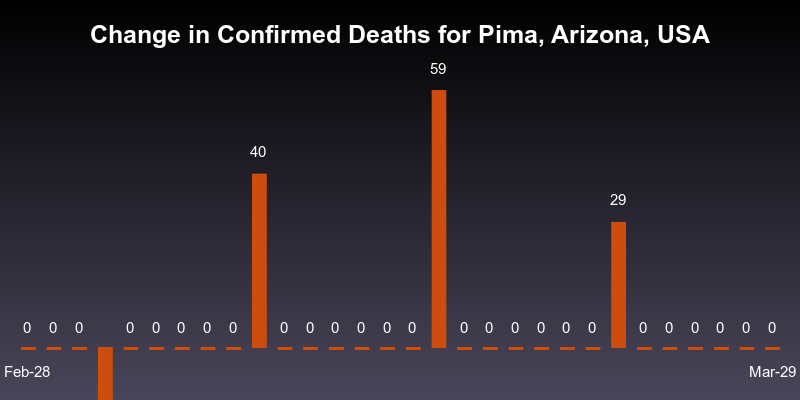 Change in Confirmed Deaths for Pima, Arizona, USA
59
40
29
0 0 0 0 0 0 0 0 0 0 0 0 0 0 0 0 0 0 0 0 0 0 0 0 0 0
Feb-28 Mar-29